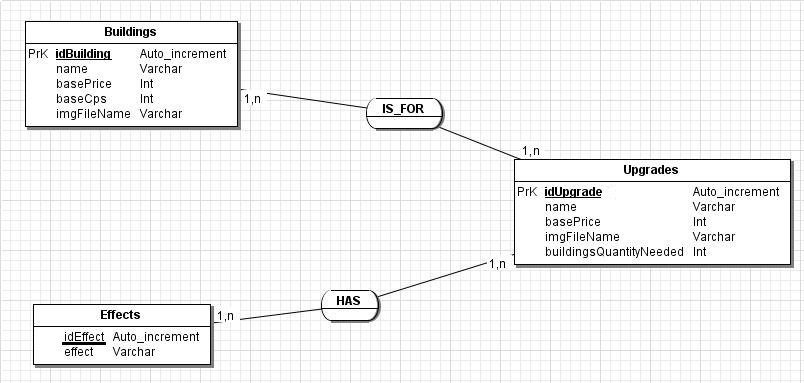 Buildings
PrK idBuilding Auto_increment
name Varchar
basePrice Int
baseCps Int
imgFileName Varchar
1,n
IS_FOR
1,n
Upgrades
PrK idUpgrade Auto_increment
name Varchar
basePrice Int
imgFileName Varchar
buildingsQuantityNeeded Int
1,n
HAS
1,n
Effects
idEffect Auto_increment
effect Varchar